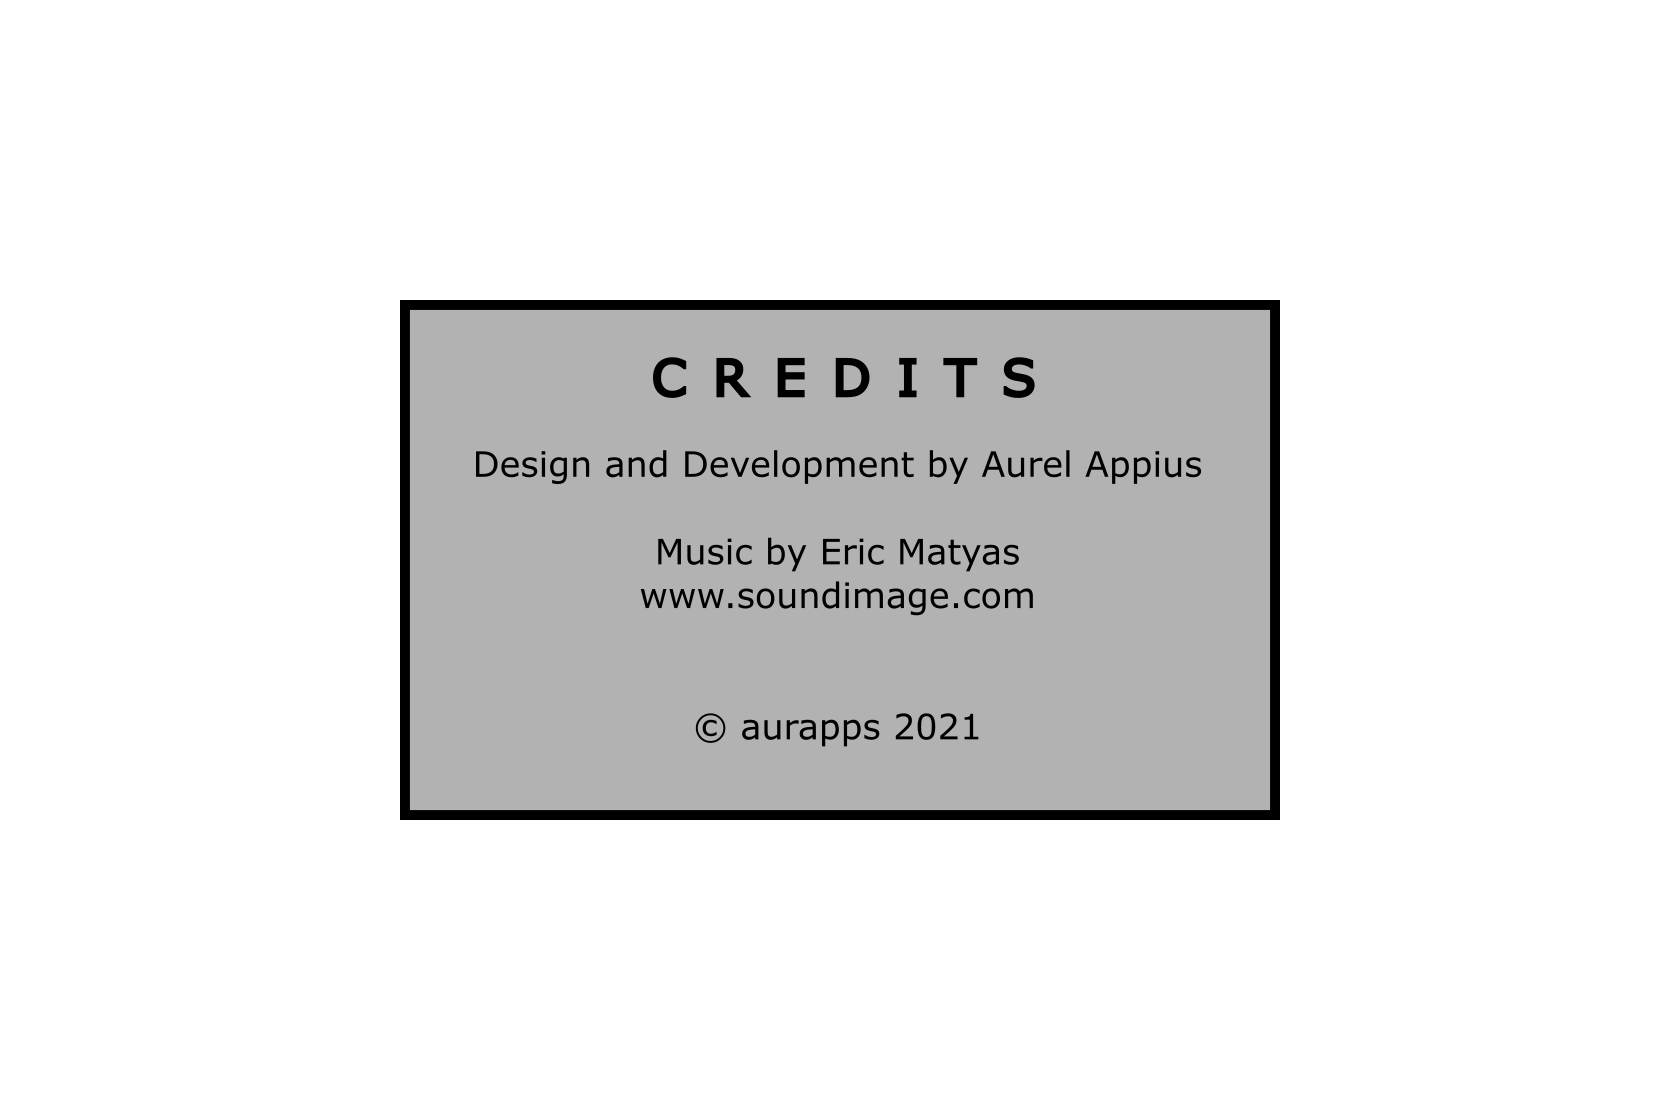 C R E D I T S
Design and Development by Aurel Appius
Music by Eric Matyas
www.soundimage.com
© aurapps 2021